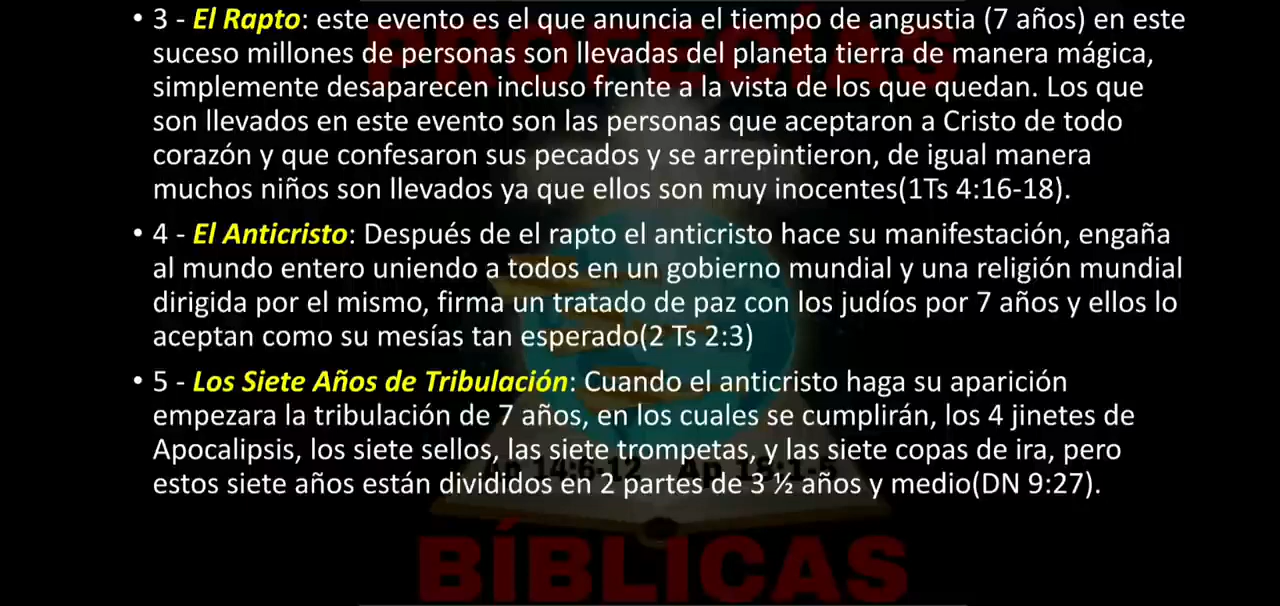 PROFECÍAS
• 3 - El Rapto: este evento es el que anuncia el tiempo de angustia (7 años) en este
suceso millones de personas son llevadas del planeta tierra de manera mágica,
simplemente desaparecen incluso frente a la vista de los que quedan. Los que
son llevados en este evento son las personas que aceptaron a Cristo de todo
corazón y que confesaron sus pecados y se arrepintieron, de igual manera
muchos niños son llevados ya que ellos son muy inocentes(1Ts 4:16-18).
• 4 - El Anticristo: Después de el rapto el anticristo hace su manifestación, engaña
al mundo entero uniendo a todos en un gobierno mundial y una religión mundial
dirigida por el mismo, firma un tratado de paz con los judíos por 7 años y ellos lo
aceptan como su mesías tan esperado(2 Ts 2:3)
• 5 - Los Siete Años de Tribulación: Cuando el anticristo haga su aparición
empezara la tribulación de 7 años, en los cuales se cumplirán, los 4 jinetes de
Apocalipsis, los siete sellos, las siete trompetas, y las siete copas de ira, pero
Ap 14:6-12 Ap 18:1-5
estos siete años están divididos en 2 partes de 3 ½ años y medio(DN 9:27).
BÍBLICAS